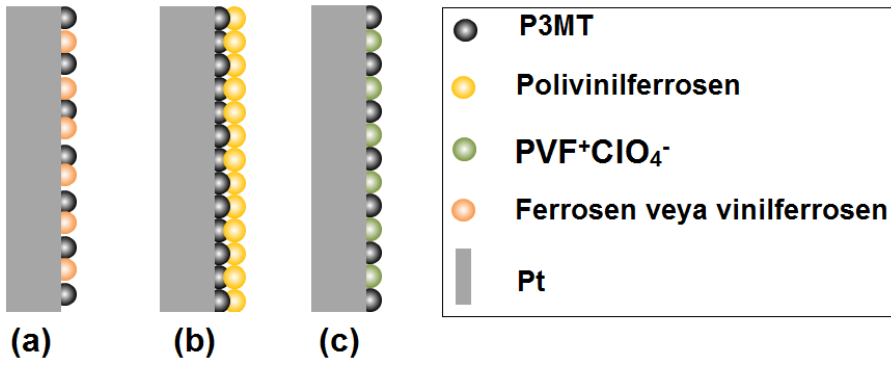 P3MT
Polivinilferrosen
PVF⁺ClO₄⁻
Ferrosen veya vinilferrosen
Pt
(a) (b) (c)